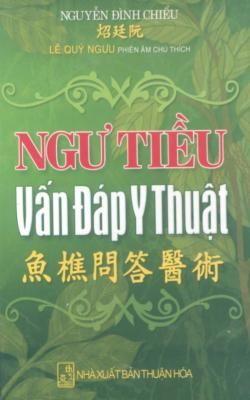 NGUYỄN ĐÌNH CHIỂU
炤廷阮
LÊ QUÝ NGƯU PHIÊN ÂM CHÚ THÍCH
NGƯ TIỀU
Vấn Đáp Y Thuật
魚樵問答醫術
NHÀ XUẤT BẢN THUẬN HÓA